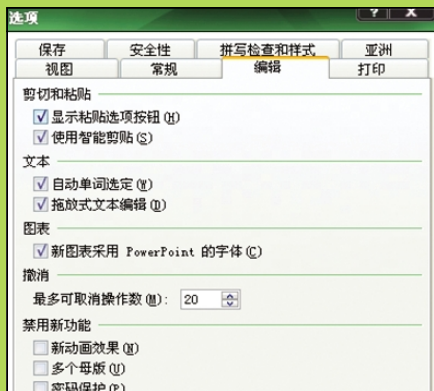 选项
保存 安全性 拼写检查和样式 亚洲
视图 常规 编辑 打印
剪切和粘贴
显示粘贴选项按钮(H)
使用智能剪贴(S)
文本
自动单词选定(W)
拖放式文本编辑(D)
图表
新图表采用 PowerPoint 的字体(C)
撤消
最多可取消操作数(M): 20
禁用新功能
新动画效果(N)
多个母版(U)
密码保护(P)